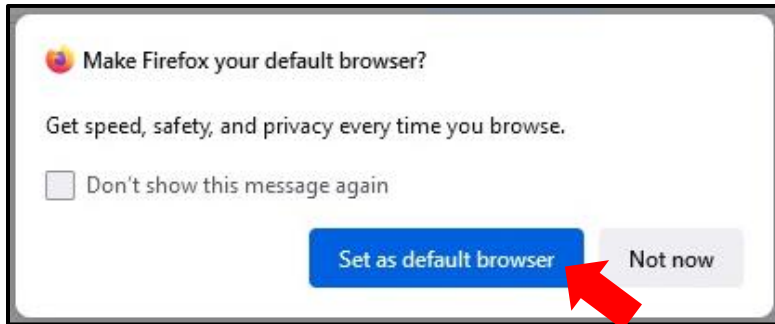 Make Firefox your default browser?
Get speed, safety, and privacy every time you browse.
Don't show this message again
Set as default browser
Not now